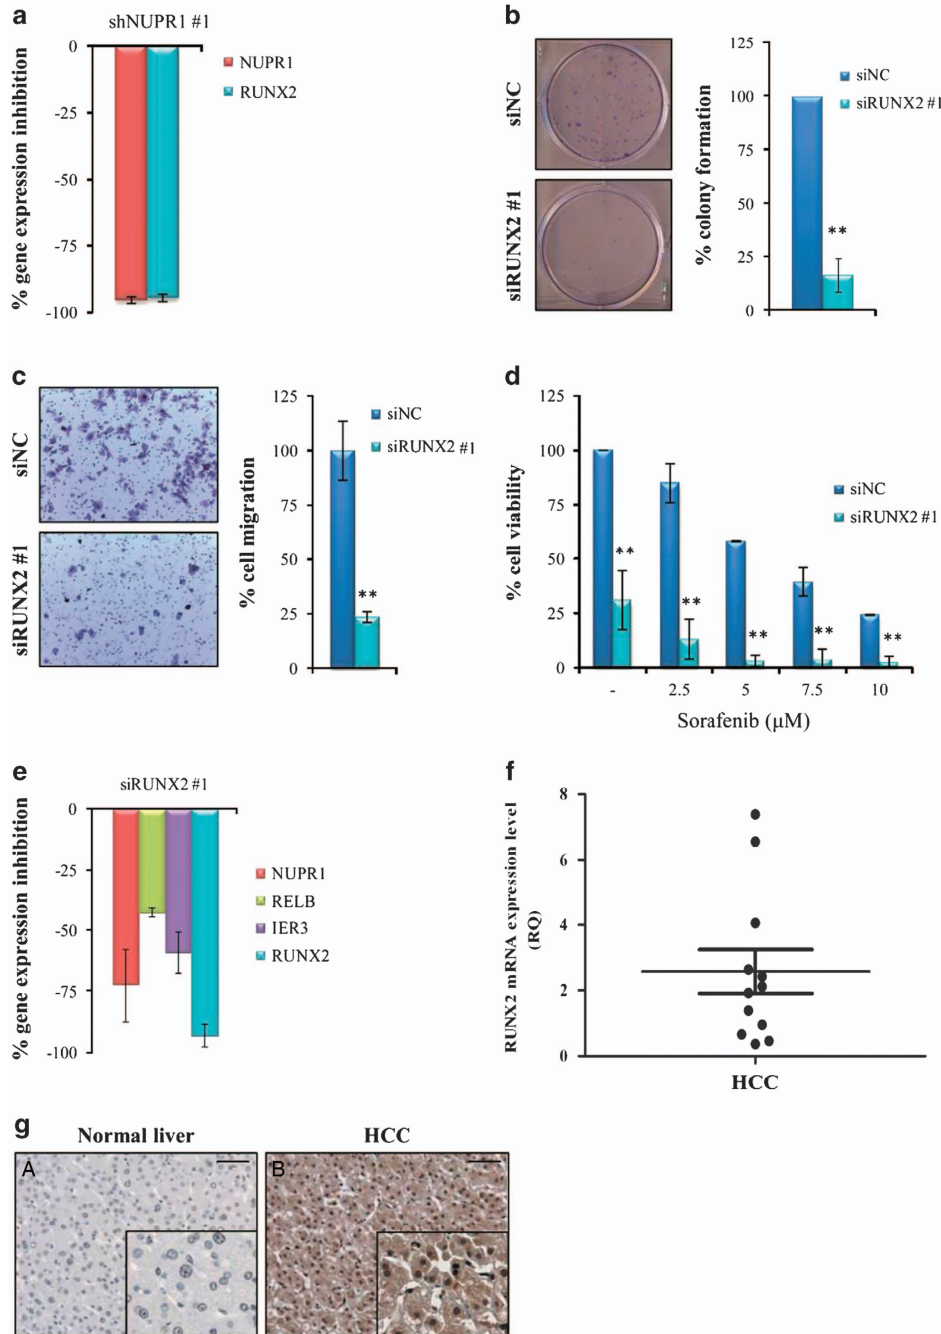 a
shNUPR1 #1
% gene expression inhibition
0
-25
-50
-75
-100
NUPR1
RUNX2
b
siNC
siRUNX2 #1
% colony formation
125
100
75
50
25
0
**
siNC
siRUNX2 #1
c
siNC
siRUNX2 #1
% cell migration
125
100
75
50
25
0
**
siNC
siRUNX2 #1
d
% cell viability
125
100
75
50
25
0
** ** ** ** **
siNC
siRUNX2 #1
- 2.5 5 7.5 10
Sorafenib (µM)
e
siRUNX2 #1
% gene expression inhibition
0
-25
-50
-75
-100
NUPR1
RELB
IER3
RUNX2
f
RUNX2 mRNA expression level
(RQ)
8
6
4
2
0
HCC
g
Normal liver
HCC
A
B